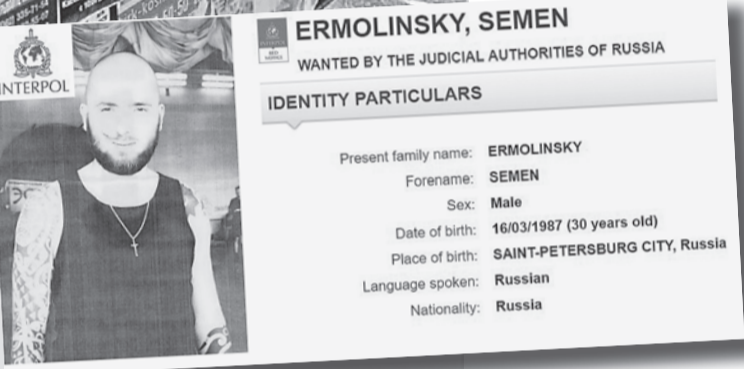 INTERPOL
ERMOLINSKY, SEMEN
WANTED BY THE JUDICIAL AUTHORITIES OF RUSSIA
IDENTITY PARTICULARS
Present family name: ERMOLINSKY
Forename: SEMEN
Sex: Male
Date of birth: 16/03/1987 (30 years old)
Place of birth: SAINT-PETERSBURG CITY, Russia
Language spoken: Russian
Nationality: Russia